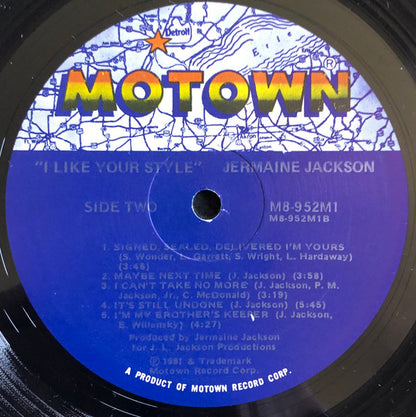 Detroit
MOTOWN®
"I LIKE YOUR STYLE" JERMAINE JACKSON
SIDE TWO
M8-952M1
M8-952M1B
1. SIGNED, SEALED, DELIVERED I'M YOURS
(S. Wonder, L. Garrett, S. Wright, L. Hardaway)
(3:46)
2. MAYBE NEXT TIME (J. Jackson) (3:58)
3. I CAN'T TAKE NO MORE (J. Jackson, P. M.
Jackson, Jr., C. McDonald) (3:19)
4. IT'S STILL UNDONE (J. Jackson) (5:45)
5. I'M MY BROTHER'S KEEPER (J. Jackson,
B. Willensky) (4:27)
Produced by Jermaine Jackson
for J. L. Jackson Productions
℗ 1981 & Trademark
Motown Record Corp.
A PRODUCT OF MOTOWN RECORD CORP.